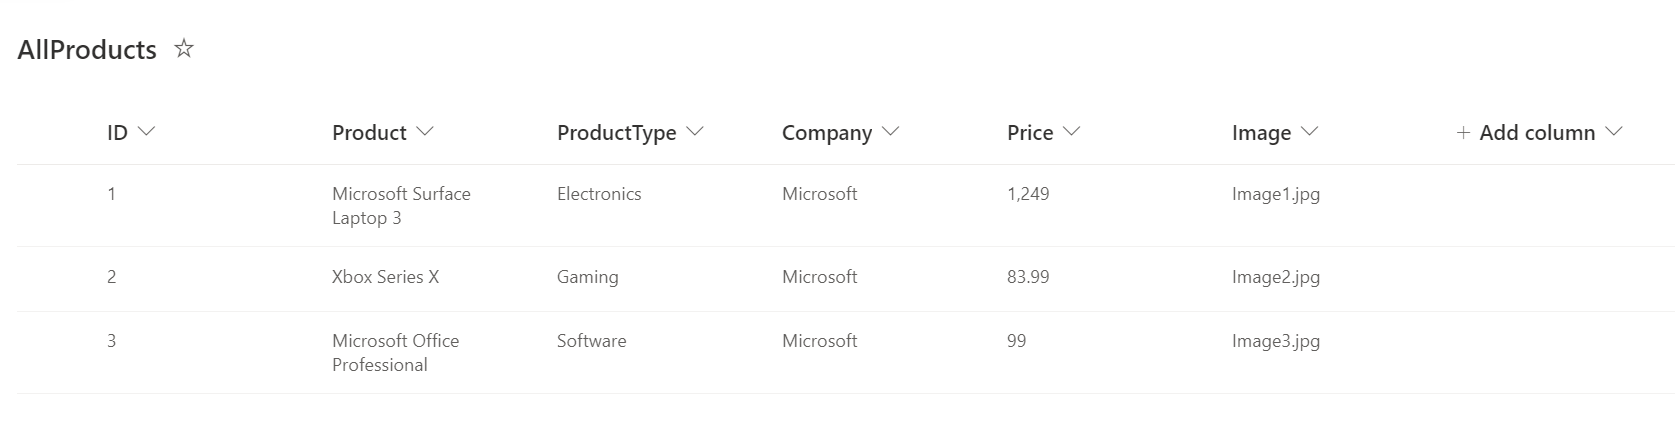 AllProducts
ID Product ProductType Company Price Image + Add column
1 Microsoft Surface Electronics Microsoft 1,249 Image1.jpg
Laptop 3
2 Xbox Series X Gaming Microsoft 83.99 Image2.jpg
3 Microsoft Office Software Microsoft 99 Image3.jpg
Professional